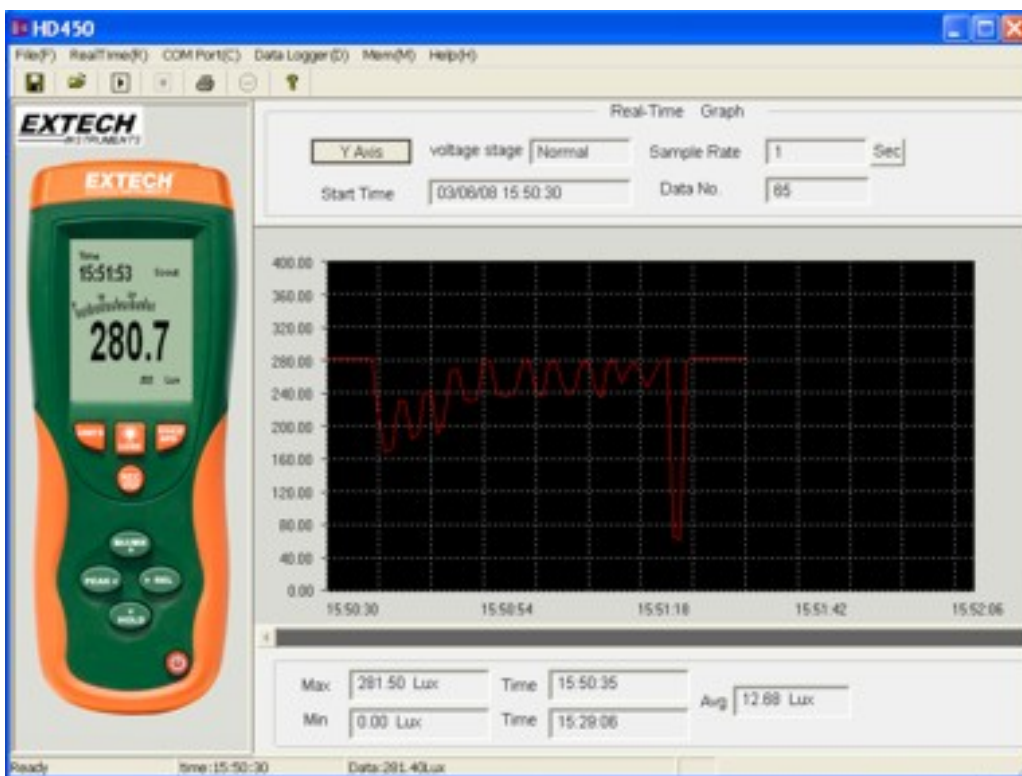 HD450
File(F) RealTime(R) COM Port(C) Data Logger(D) Mem(M) Help(H)
EXTECH
INSTRUMENTS
EXTECH
Time
15:51:53
280.7
Lux
UNITS
PEAK
REL
HOLD
Real-Time Graph
Y Axis voltage stage Normal Sample Rate 1 Sec
Start Time 03/06/08 15:50:30 Data No. 85
400.00
360.00
320.00
280.00
240.00
200.00
160.00
120.00
80.00
40.00
0.00
15:50:30 15:50:54 15:51:18 15:51:42 15:52:06
Max 281.50 Lux Time 15:50:35
Min 0.00 Lux Time 15:29:06
Avg 12.68 Lux
Ready time:15:50:30 Data:281.40Lux